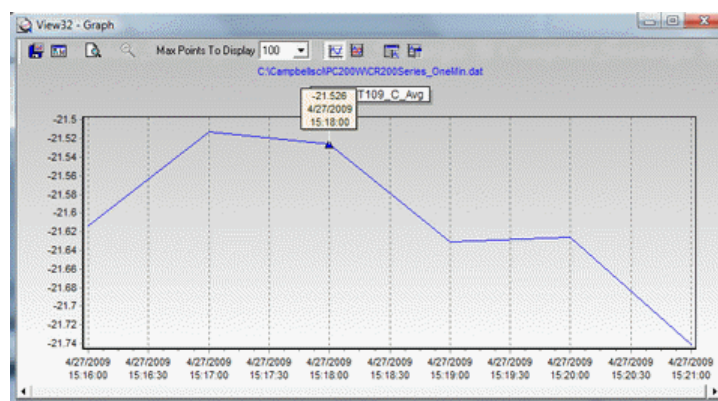 View32 - Graph
Max Points To Display 100
C:\Campbellsci\PC200W\CR200Series_OneMin.dat
T109_C_Avg
-21.526
4/27/2009
15:18:00
-21.5
-21.52
-21.54
-21.56
-21.58
-21.6
-21.62
-21.64
-21.66
-21.68
-21.7
-21.72
-21.74
4/27/2009 4/27/2009 4/27/2009 4/27/2009 4/27/2009 4/27/2009 4/27/2009 4/27/2009 4/27/2009 4/27/2009 4/27/2009
15:16:00 15:16:30 15:17:00 15:17:30 15:18:00 15:18:30 15:19:00 15:19:30 15:20:00 15:20:30 15:21:00